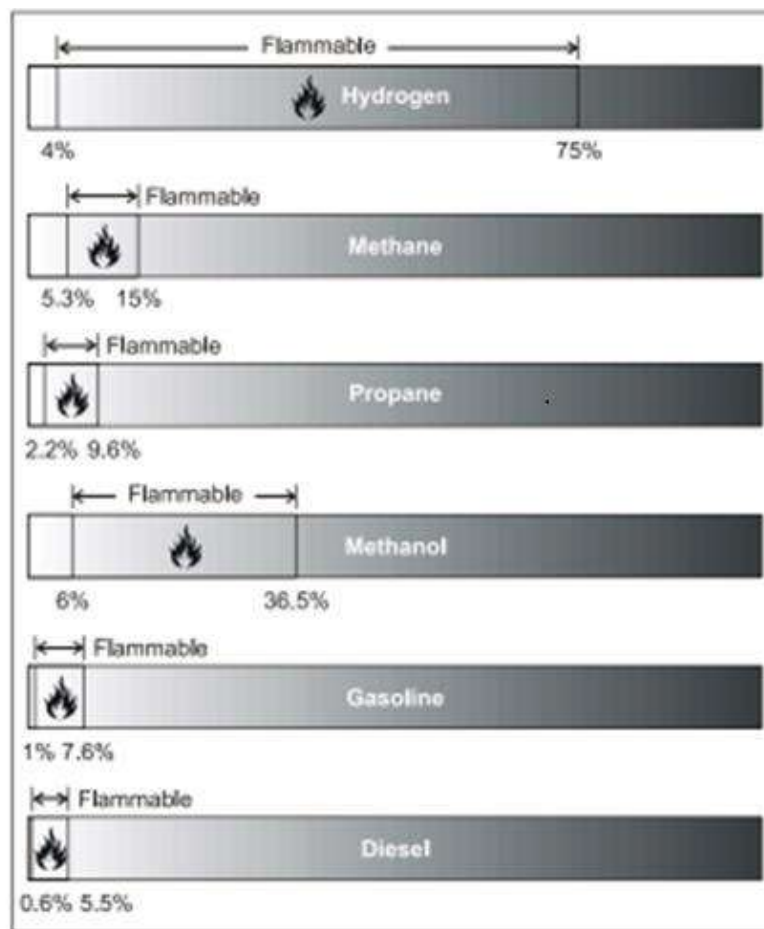 Flammable
Hydrogen
4% 75%
Flammable
Methane
5.3% 15%
Flammable
Propane
2.2% 9.6%
Flammable
Methanol
6% 36.5%
Flammable
Gasoline
1% 7.6%
Flammable
Diesel
0.6% 5.5%